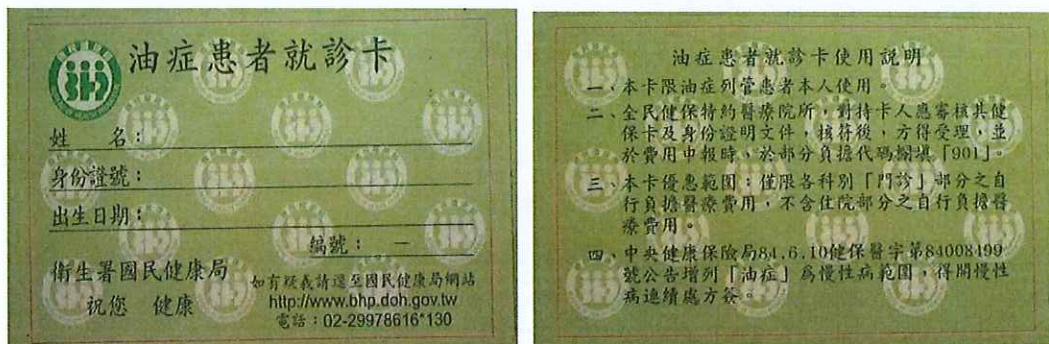 油症患者就診卡
姓　名：
身份證號：
出生日期：
編號：　—
衛生署國民健康局
祝您　健康
如有疑義請逕至國民健康局網站
http://www.bhp.doh.gov.tw
電話：02-29978616*130
油症患者就診卡使用說明
一、本卡限油症列管患者本人使用。
二、全民健保特約醫療院所，對持卡人應審核其健
保卡及身份證明文件，核符後，方得受理，並
於費用申報時，於部分負擔代碼欄填「901」。
三、本卡優惠範圍：僅限各科別「門診」部分之自
行負擔醫療費用，不含住院部分之自行負擔醫
療費用。
四、中央健康保險局84.6.10健保醫字第84008499
號公告增列「油症」為慢性病範圍，得開慢性
病連續處方箋。